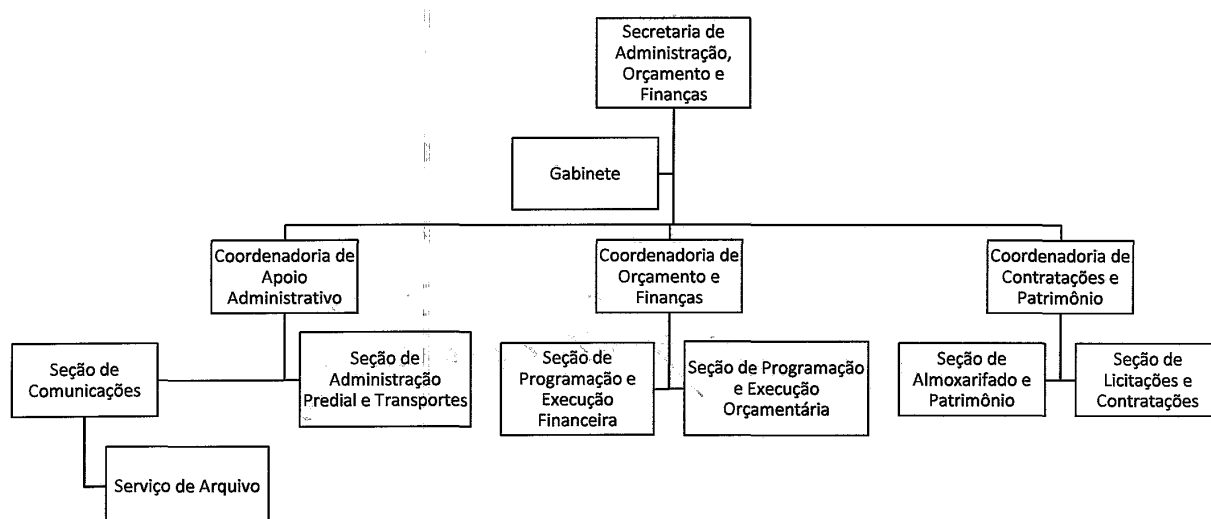 Secretaria de
Administração,
Orçamento e
Finanças
Gabinete
Coordenadoria de
Apoio
Administrativo
Coordenadoria de
Orçamento e
Finanças
Coordenadoria de
Contratações e
Patrimônio
Seção de
Comunicações
Seção de
Administração
Predial e Transportes
Seção de
Programação e
Execução
Financeira
Seção de Programação
e Execução
Orçamentária
Seção de
Almoxarifado e
Patrimônio
Seção de
Licitações e
Contratações
Serviço de Arquivo